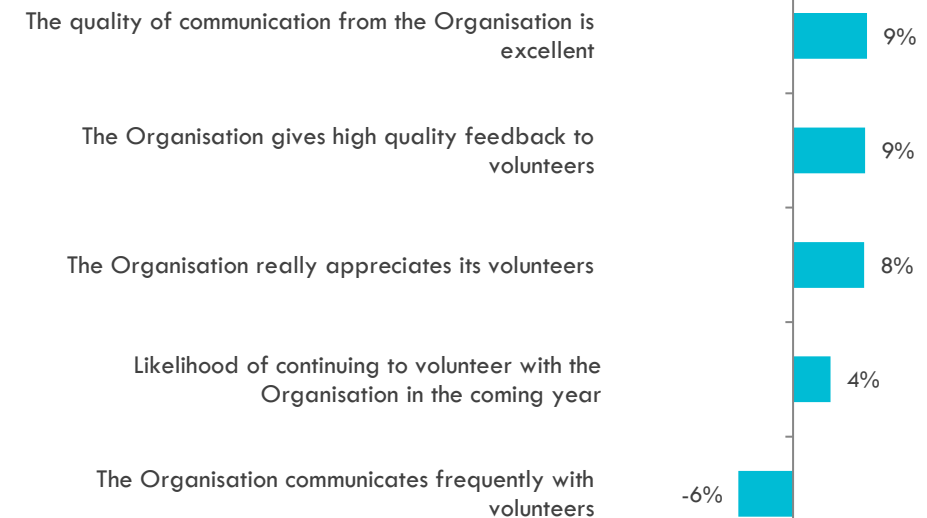 The quality of communication from the Organisation is
excellent
9%
The Organisation gives high quality feedback to
volunteers
9%
The Organisation really appreciates its volunteers
8%
Likelihood of continuing to volunteer with the
Organisation in the coming year
4%
The Organisation communicates frequently with
volunteers
-6%